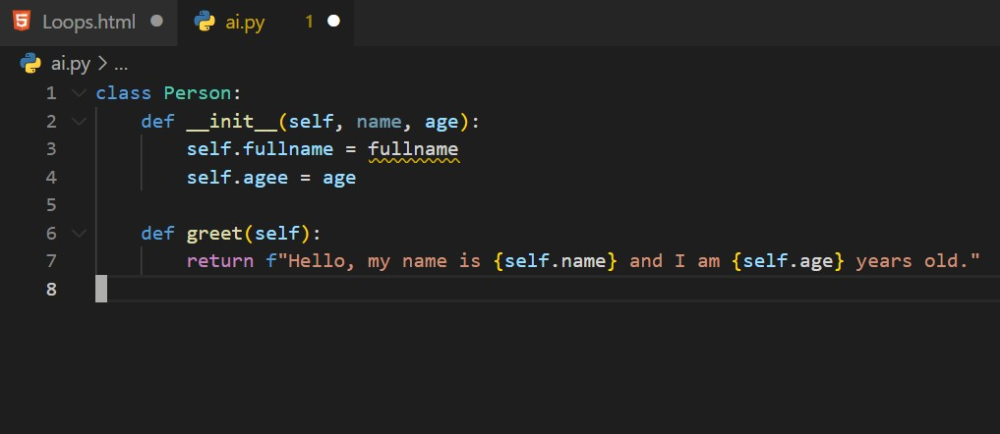 Loops.html
ai.py 1
ai.py > ...
1 class Person:
2 def __init__(self, name, age):
3 self.fullname = fullname
4 self.agee = age
5
6 def greet(self):
7 return f"Hello, my name is {self.name} and I am {self.age} years old."
8